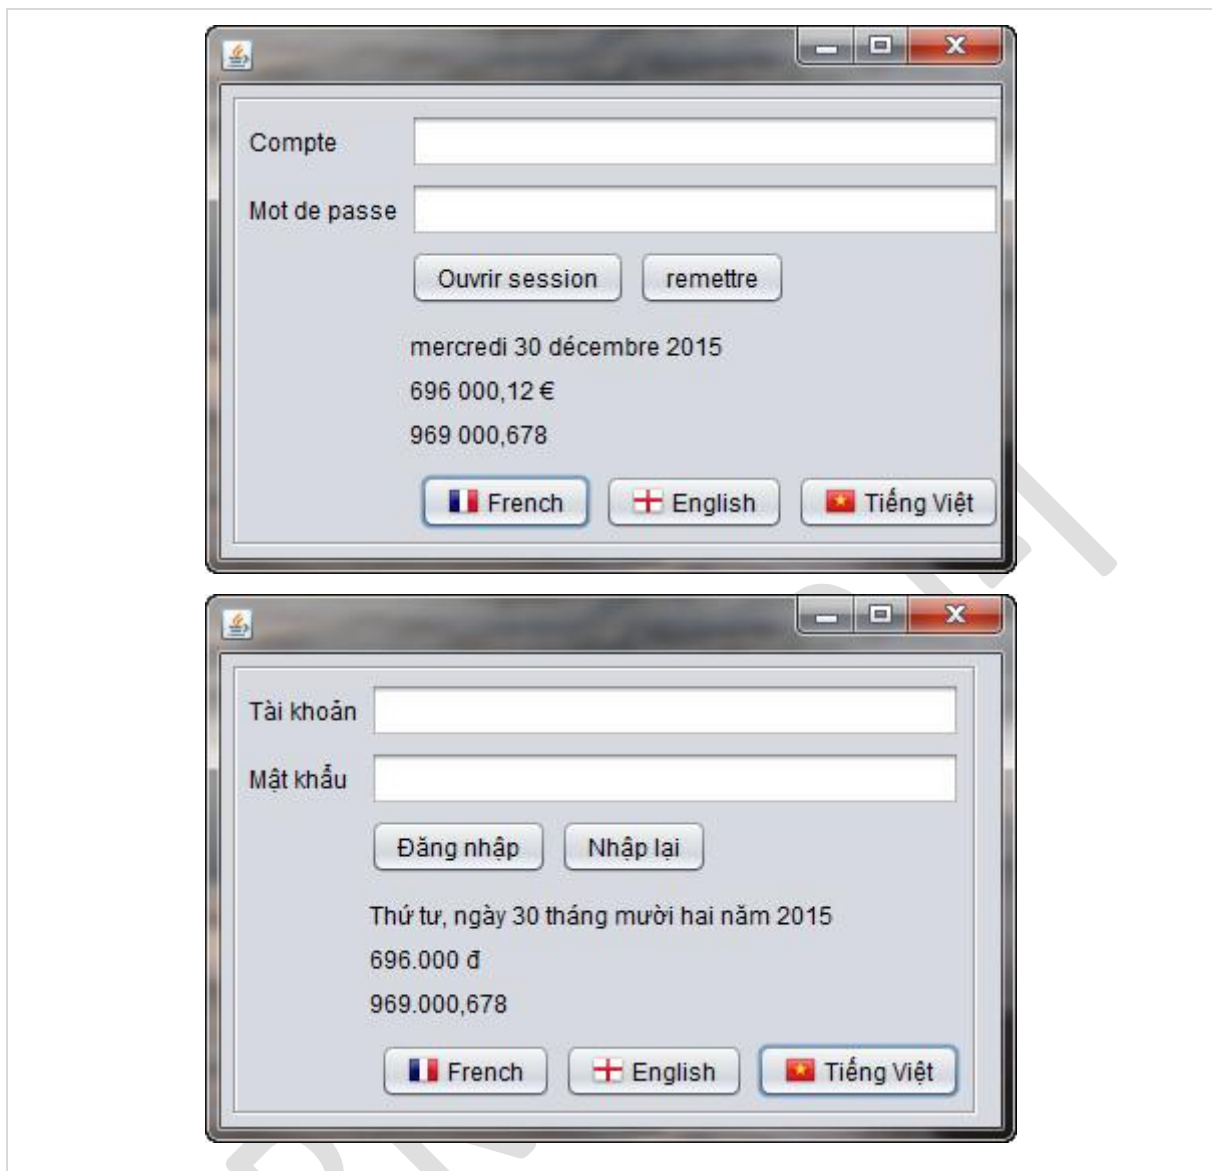 Compte
Mot de passe
Ouvrir session remettre
mercredi 30 décembre 2015
696 000,12 €
969 000,678
French English Tiếng Việt
Tài khoản
Mật khẩu
Đăng nhập Nhập lại
Thứ tư, ngày 30 tháng mười hai năm 2015
696.000 đ
969.000,678
French English Tiếng Việt